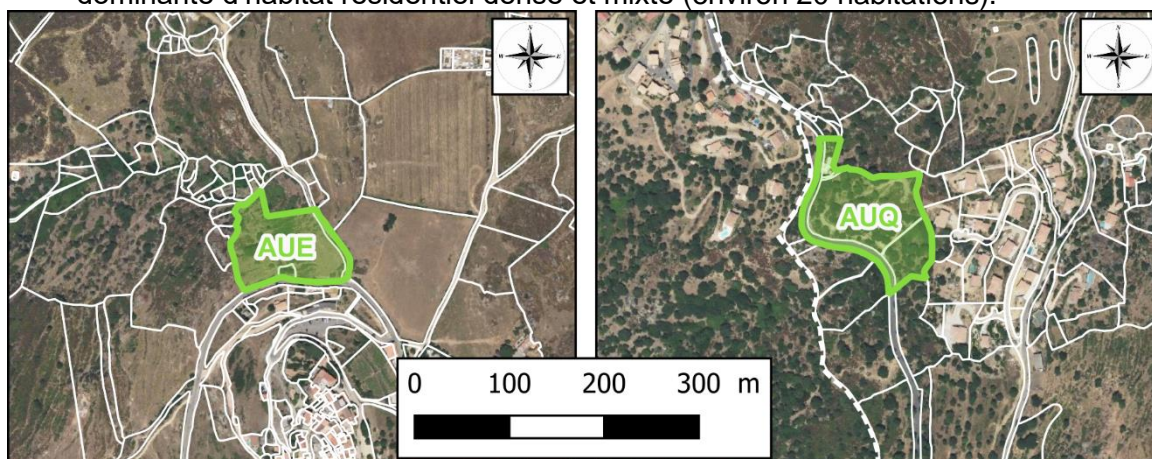 dominante d'habitat résidentiel dense et mixte (environ 20 habitations).
N
W E
S
N
W E
S
AUE
AUQ
0 100 200 300 m